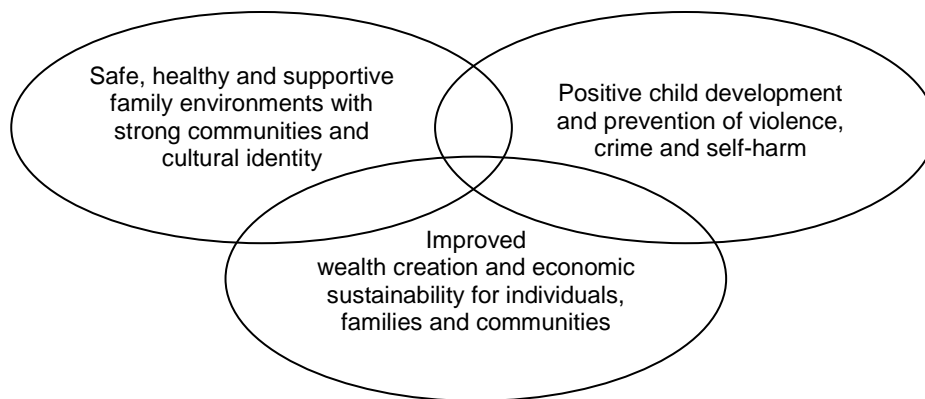 Safe, healthy and supportive
family environments with
strong communities and
cultural identity
Positive child development
and prevention of violence,
crime and self-harm
Improved
wealth creation and economic
sustainability for individuals,
families and communities